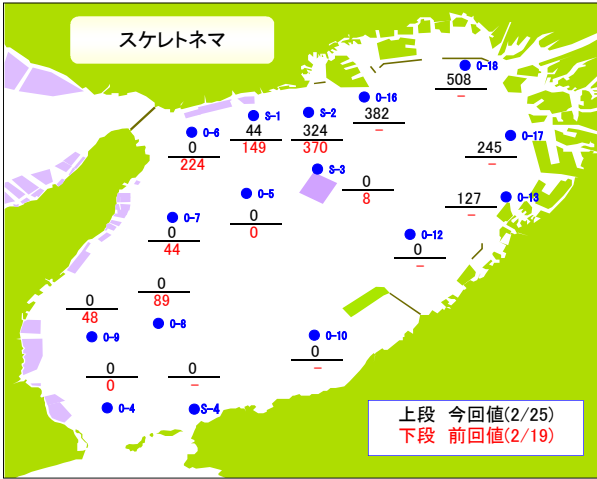 スケレトネマ
O-18
508
-
O-16
382
-
S-1
44
149
S-2
324
370
O-6
0
224
O-17
245
-
S-3
0
8
O-5
0
0
O-13
127
-
O-7
0
44
O-12
0
-
0
89
O-8
0
48
O-9
O-10
0
-
0
0
O-4
0
-
S-4
上段 今回値(2/25)
下段 前回値(2/19)